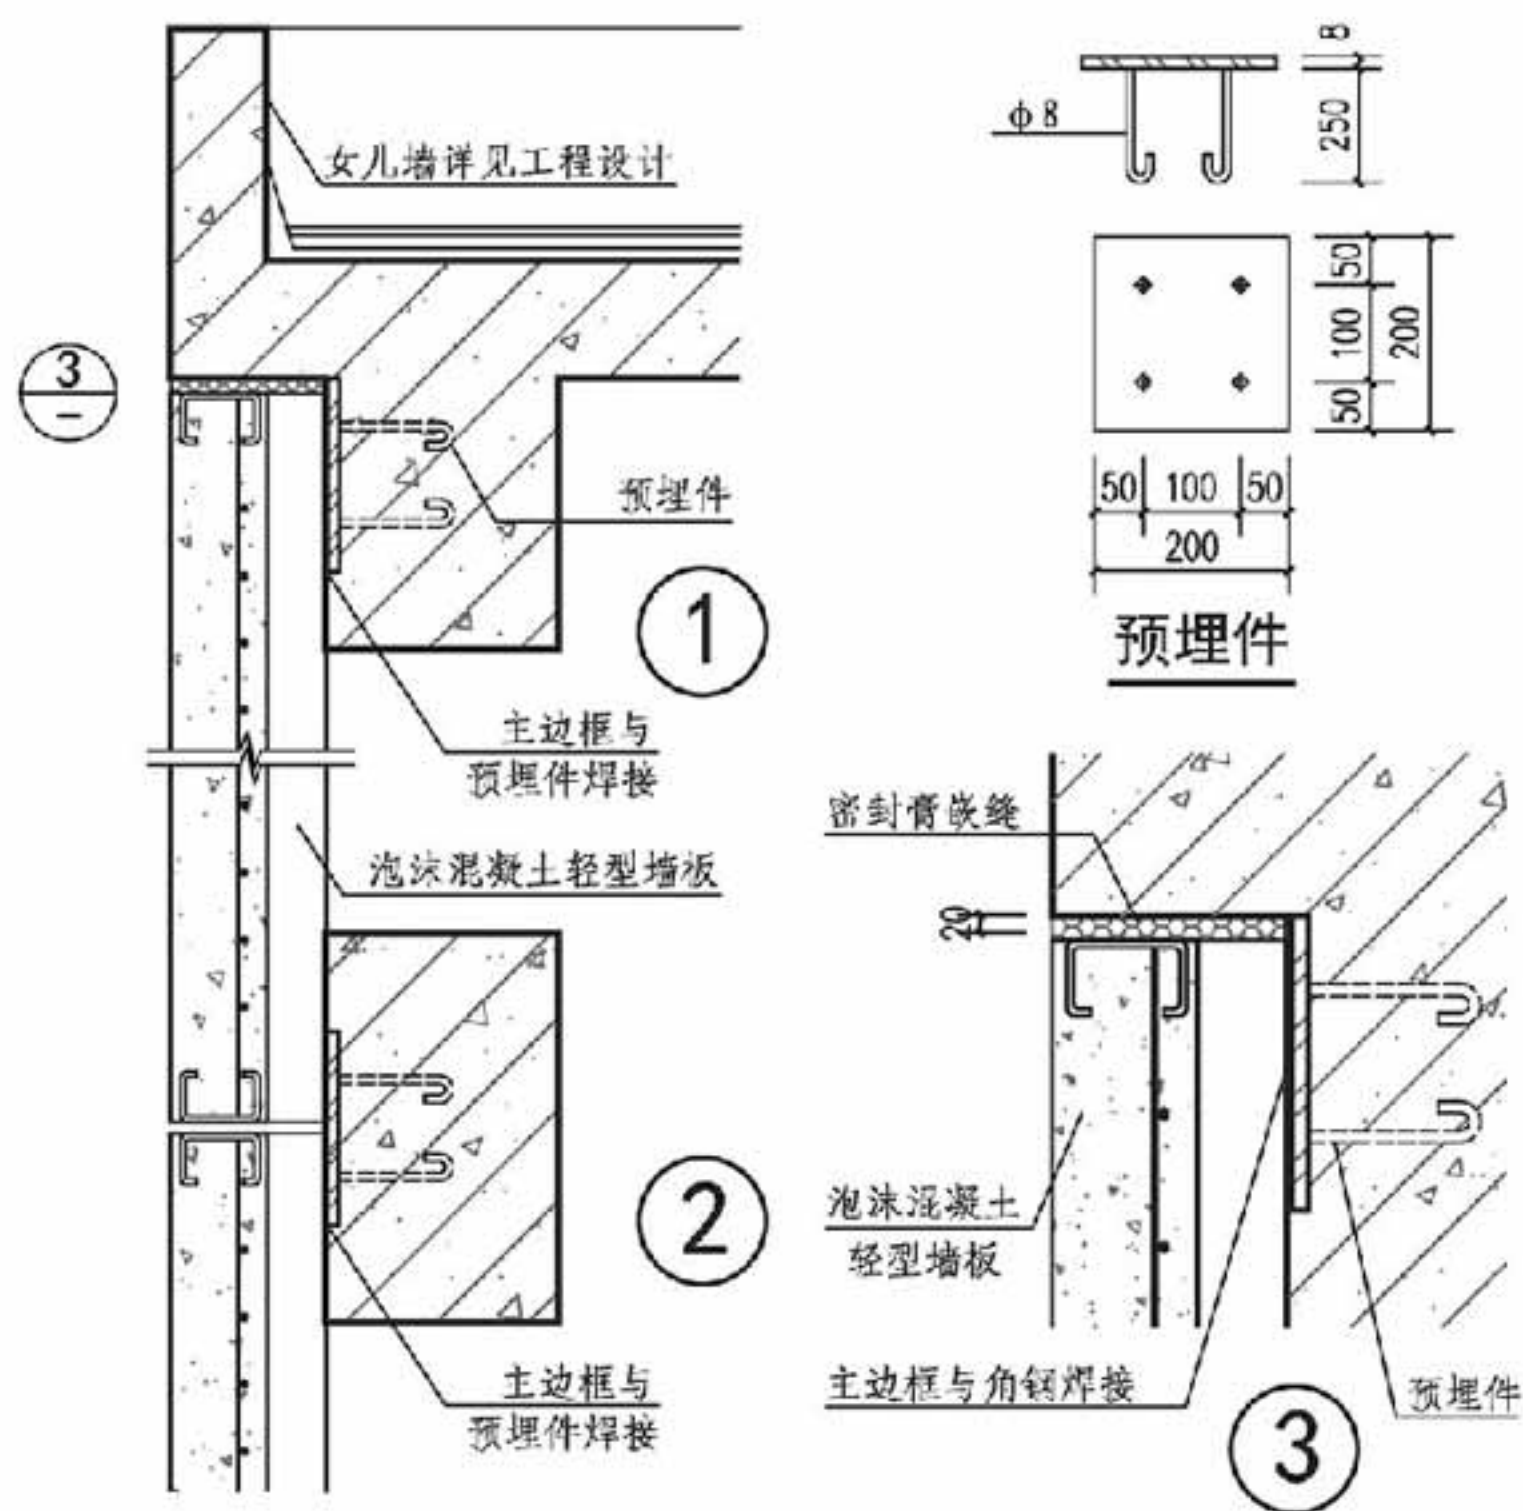 女儿墙详见工程设计
3
–
预埋件
1
主边框与
预埋件焊接
泡沫混凝土轻型墙板
2
主边框与
预埋件焊接
8
φ8
250
50
100
200
50
50 100 50
200
预埋件
密封膏嵌缝
20
泡沫混凝土
轻型墙板
主边框与角钢焊接
预埋件
3